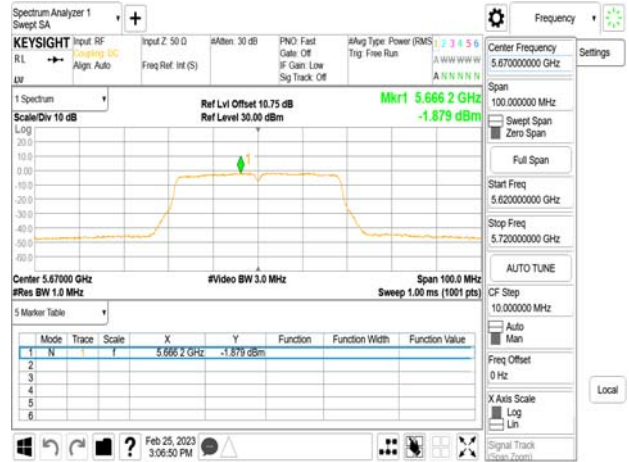 Spectrum Analyzer 1
Swept SA
+
Frequency
KEYSIGHT
Input: RF
Input Z: 50 Ω
#Atten: 30 dB
PNO: Fast
#Avg Type: Power (RMS
1 2 3 4 5 6
RL
Coupling: DC
Gate: Off
Trig: Free Run
A W W W W W
Align: Auto
Freq Ref: Int (S)
IF Gain: Low
Sig Track: Off
A N N N N N
Center Frequency
5.670000000 GHz
Settings
1 Spectrum
Ref Lvl Offset 10.75 dB
Mkr1 5.666 2 GHz
Scale/Div 10 dB
Ref Level 30.00 dBm
-1.879 dBm
Log
20.0
10.0
0.00
-10.0
-20.0
-30.0
-40.0
-50.0
-60.0
1
Center 5.67000 GHz
#Video BW 3.0 MHz
Span 100.0 MHz
#Res BW 1.0 MHz
Sweep 1.00 ms (1001 pts)
Span
100.000000 MHz
Swept Span
Zero Span
Full Span
Start Freq
5.620000000 GHz
Stop Freq
5.720000000 GHz
AUTO TUNE
CF Step
10.000000 MHz
Auto
Man
Freq Offset
0 Hz
X Axis Scale
Log
Lin
Signal Track
(Span Zoom)
Local
5 Marker Table
Mode Trace Scale X Y Function Function Width Function Value
1 N 1 f 5.666 2 GHz -1.879 dBm
2
3
4
5
6
?
Feb 25, 2023
3:06:50 PM